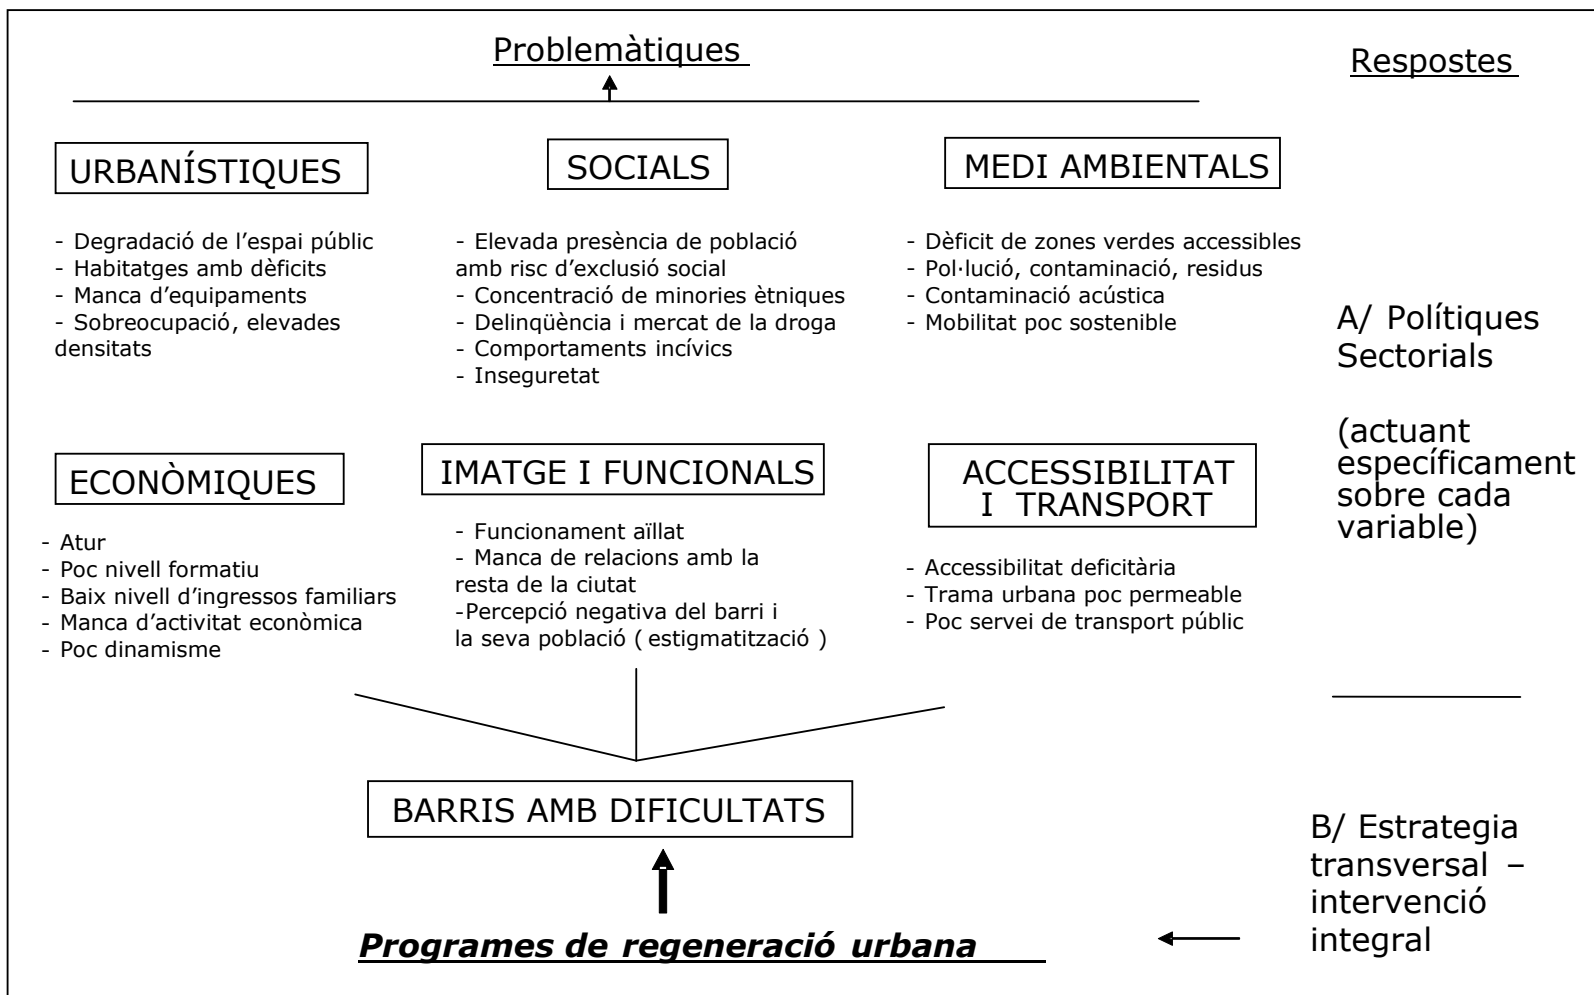 Problemàtiques
Respostes
URBANÍSTIQUES
- Degradació de l’espai públic
- Habitatges amb dèficits
- Manca d’equipaments
- Sobreocupació, elevades
densitats
SOCIALS
- Elevada presència de població
amb risc d’exclusió social
- Concentració de minories ètniques
- Delinqüència i mercat de la droga
- Comportaments incívics
- Inseguretat
MEDI AMBIENTALS
- Dèficit de zones verdes accessibles
- Pol·lució, contaminació, residus
- Contaminació acústica
- Mobilitat poc sostenible
ECONÒMIQUES
- Atur
- Poc nivell formatiu
- Baix nivell d’ingressos familiars
- Manca d’activitat econòmica
- Poc dinamisme
IMATGE I FUNCIONALS
- Funcionament aïllat
- Manca de relacions amb la
resta de la ciutat
-Percepció negativa del barri i
la seva població ( estigmatització )
ACCESSIBILITAT
I TRANSPORT
- Accessibilitat deficitària
- Trama urbana poc permeable
- Poc servei de transport públic
A/ Polítiques
Sectorials
(actuant
específicament
sobre cada
variable)
BARRIS AMB DIFICULTATS
Programes de regeneració urbana
B/ Estrategia
transversal –
intervenció
integral